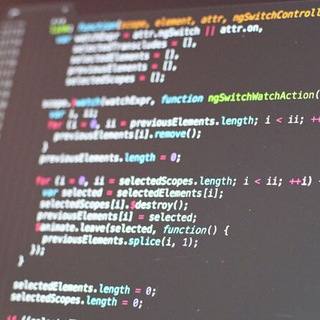 link: function(scope, element, attr, ngSwitchControll
var watchExpr = attr.ngSwitch || attr.on,
selectedTranscludes = [],
selectedElements = [],
previousElements = [],
selectedScopes = [];
scope.$watch(watchExpr, function ngSwitchWatchAction(
var i, ii;
for (i = 0, ii = previousElements.length; i < ii; ++
previousElements[i].remove();
}
previousElements.length = 0;
for (i = 0, ii = selectedScopes.length; i < ii; ++i)
var selected = selectedElements[i];
selectedScopes[i].$destroy();
previousElements[i] = selected;
$animate.leave(selected, function() {
previousElements.splice(i, 1);
});
}
selectedElements.length = 0;
selectedScopes.length = 0;